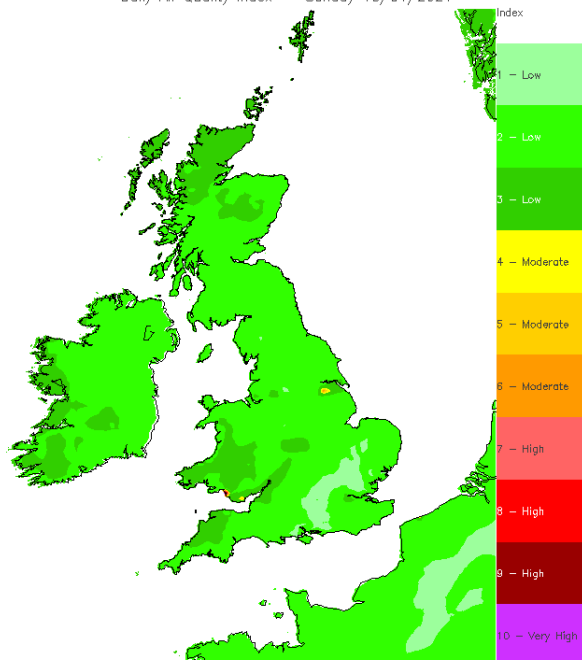 Index
1 - Low
2 - Low
3 - Low
4 - Moderate
5 - Moderate
6 - Moderate
7 - High
8 - High
9 - High
10 - Very High